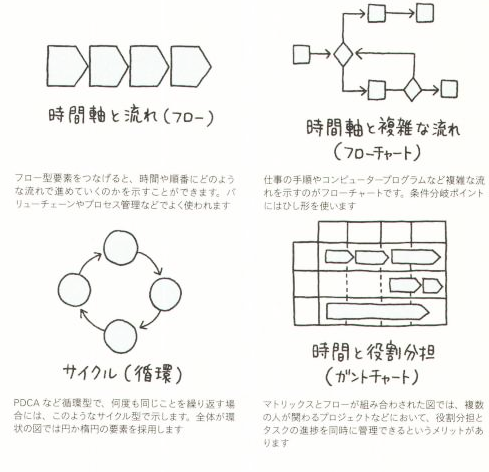 時間軸と流れ(フロー)
フロー型要素をつなげると、時間や順番にどのよう
な流れで進めていくのかを示すことができます。バ
リューチェーンやプロセス管理などでよく使われます
時間軸と複雑な流れ
(フローチャート)
仕事の手順やコンピュータープログラムなど複雑な流
れを示すのがフローチャートです。条件分岐ポイント
にはひし形を使います
サイクル(循環)
PDCAなど循環型で、何度も同じことを繰り返す場
合には、このようなサイクル型で示します。全体が環
状の図では円か楕円の要素を採用します
時間と役割分担
(ガントチャート)
マトリックスとフローが組み合わされた図では、複数
の人が関わるプロジェクトなどにおいて、役割分担と
タスクの進捗を同時に管理できるというメリットがあ
ります